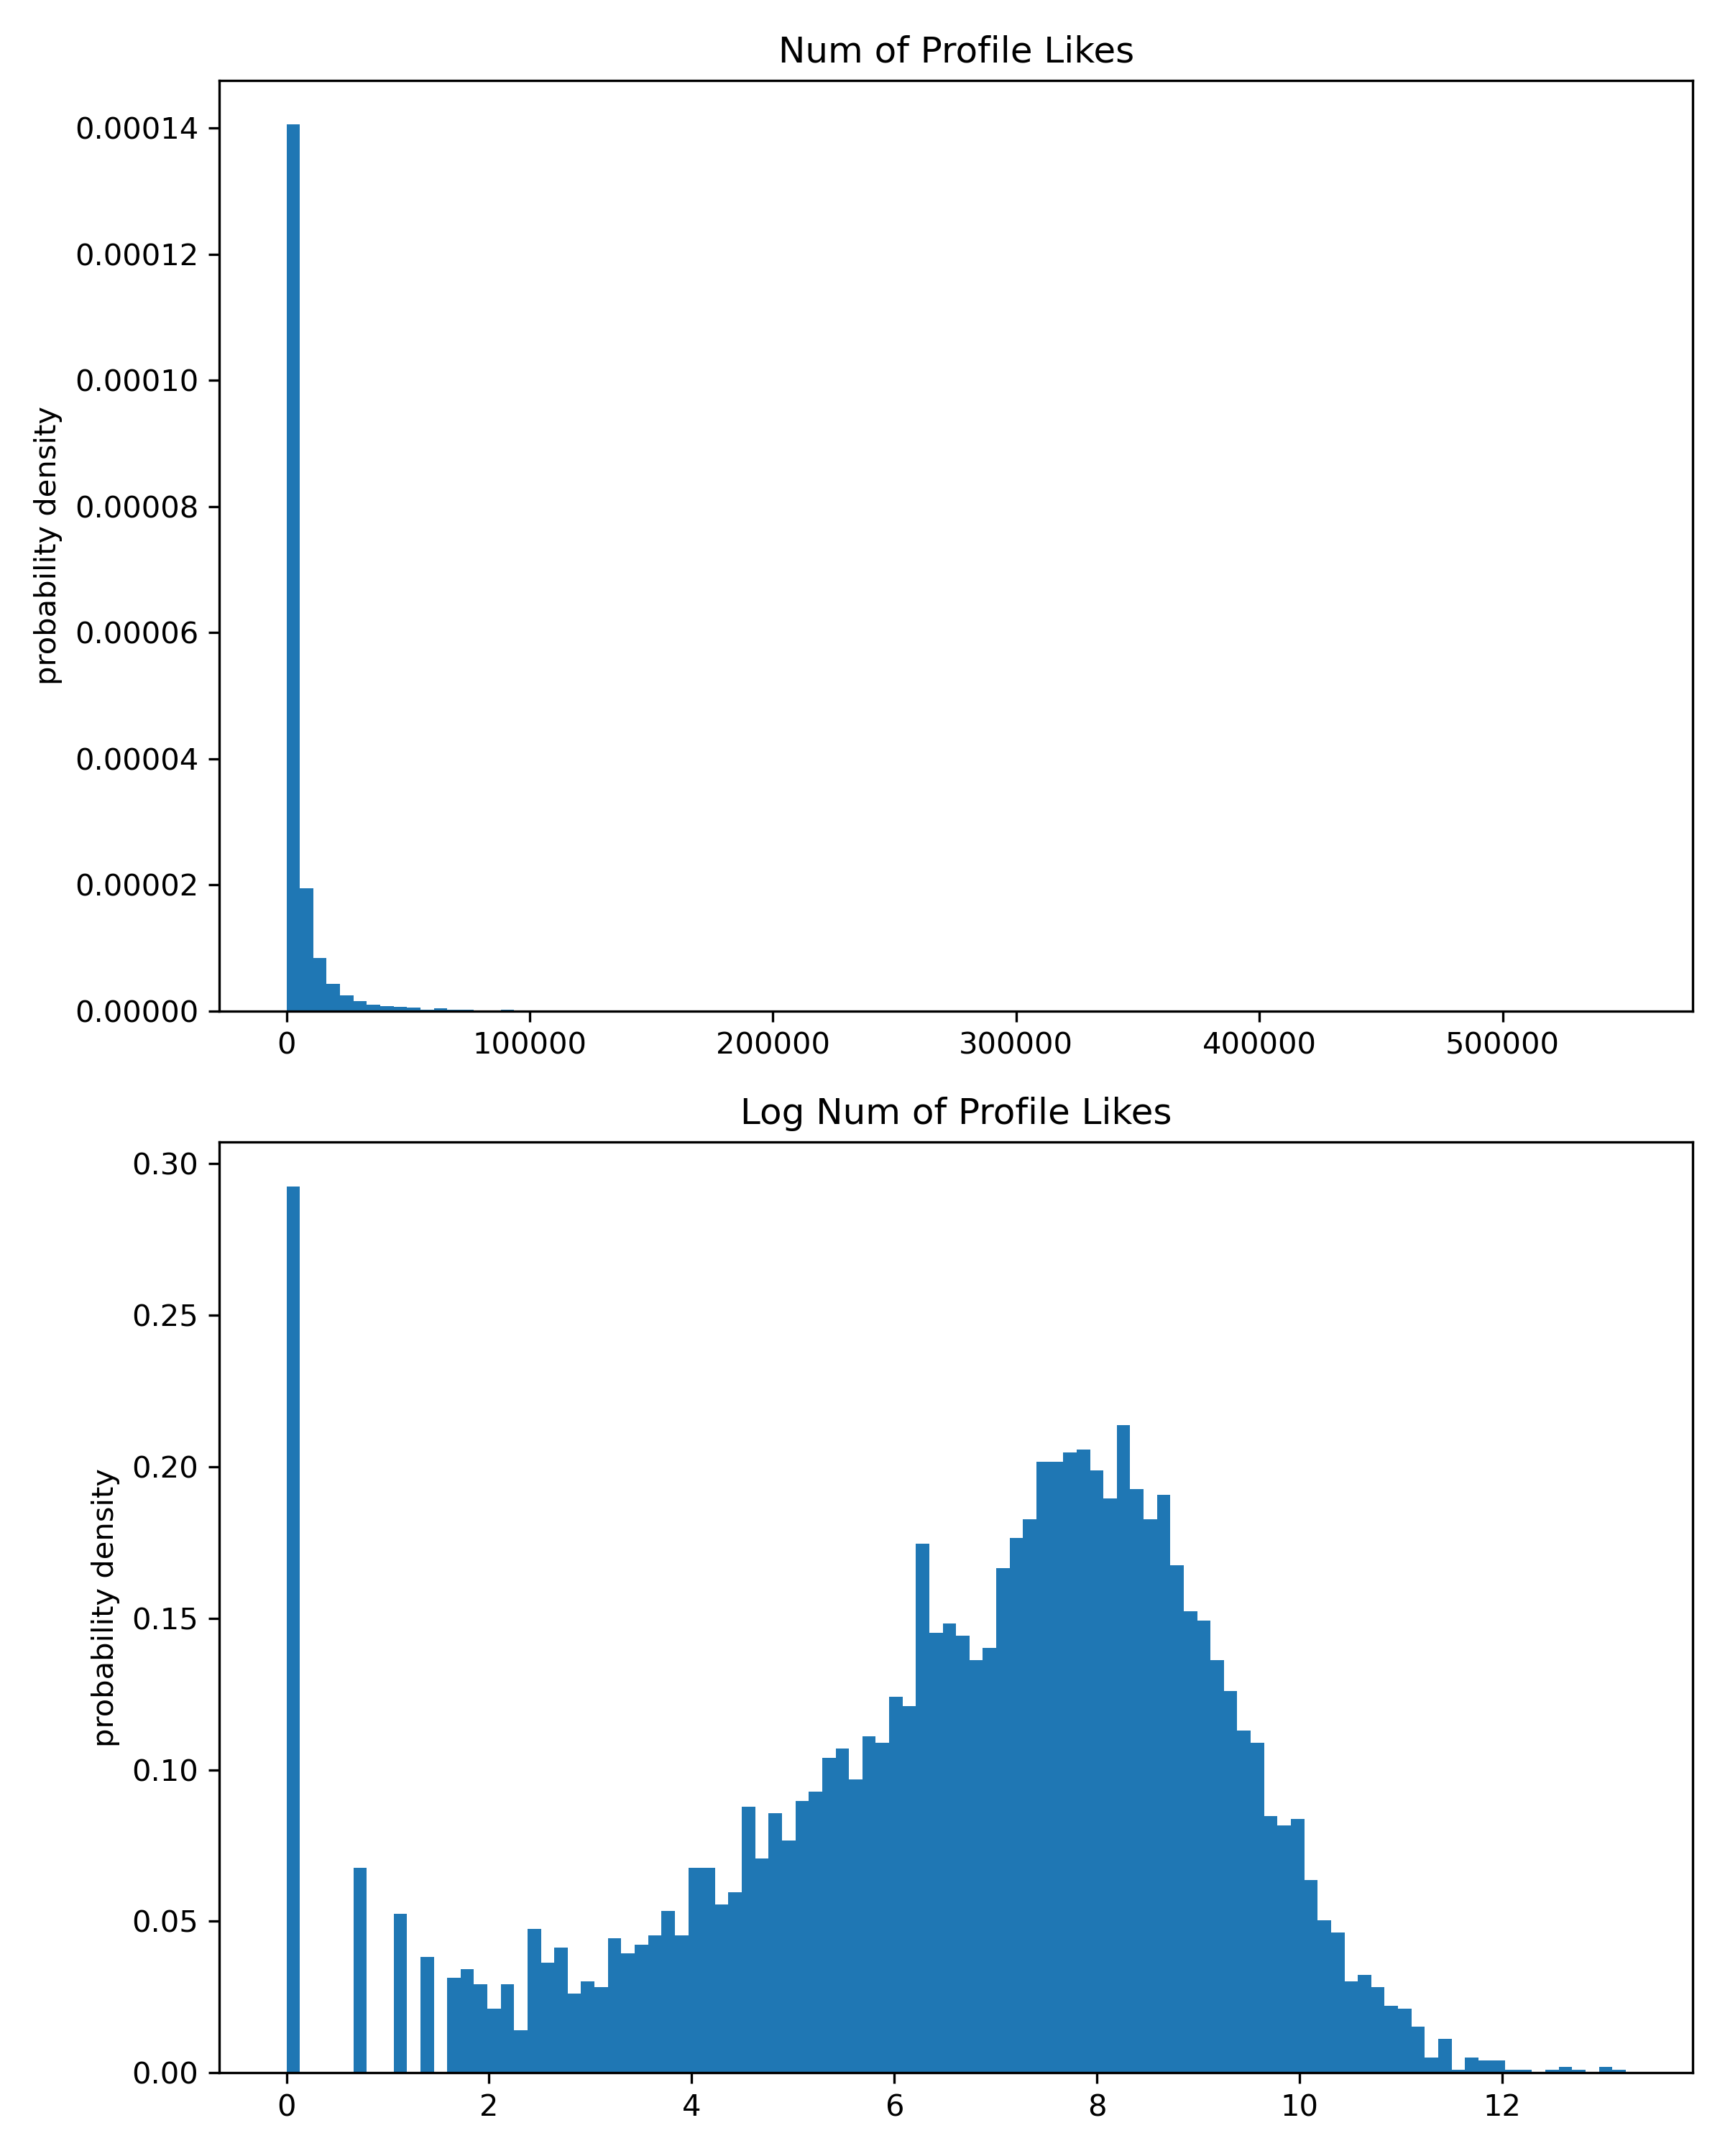 Num of Profile Likes
0.00014
0.00012
0.00010
0.00008
0.00006
0.00004
0.00002
0.00000
probability density
0 100000 200000 300000 400000 500000
Log Num of Profile Likes
0.30
0.25
0.20
0.15
0.10
0.05
0.00
probability density
0 2 4 6 8 10 12